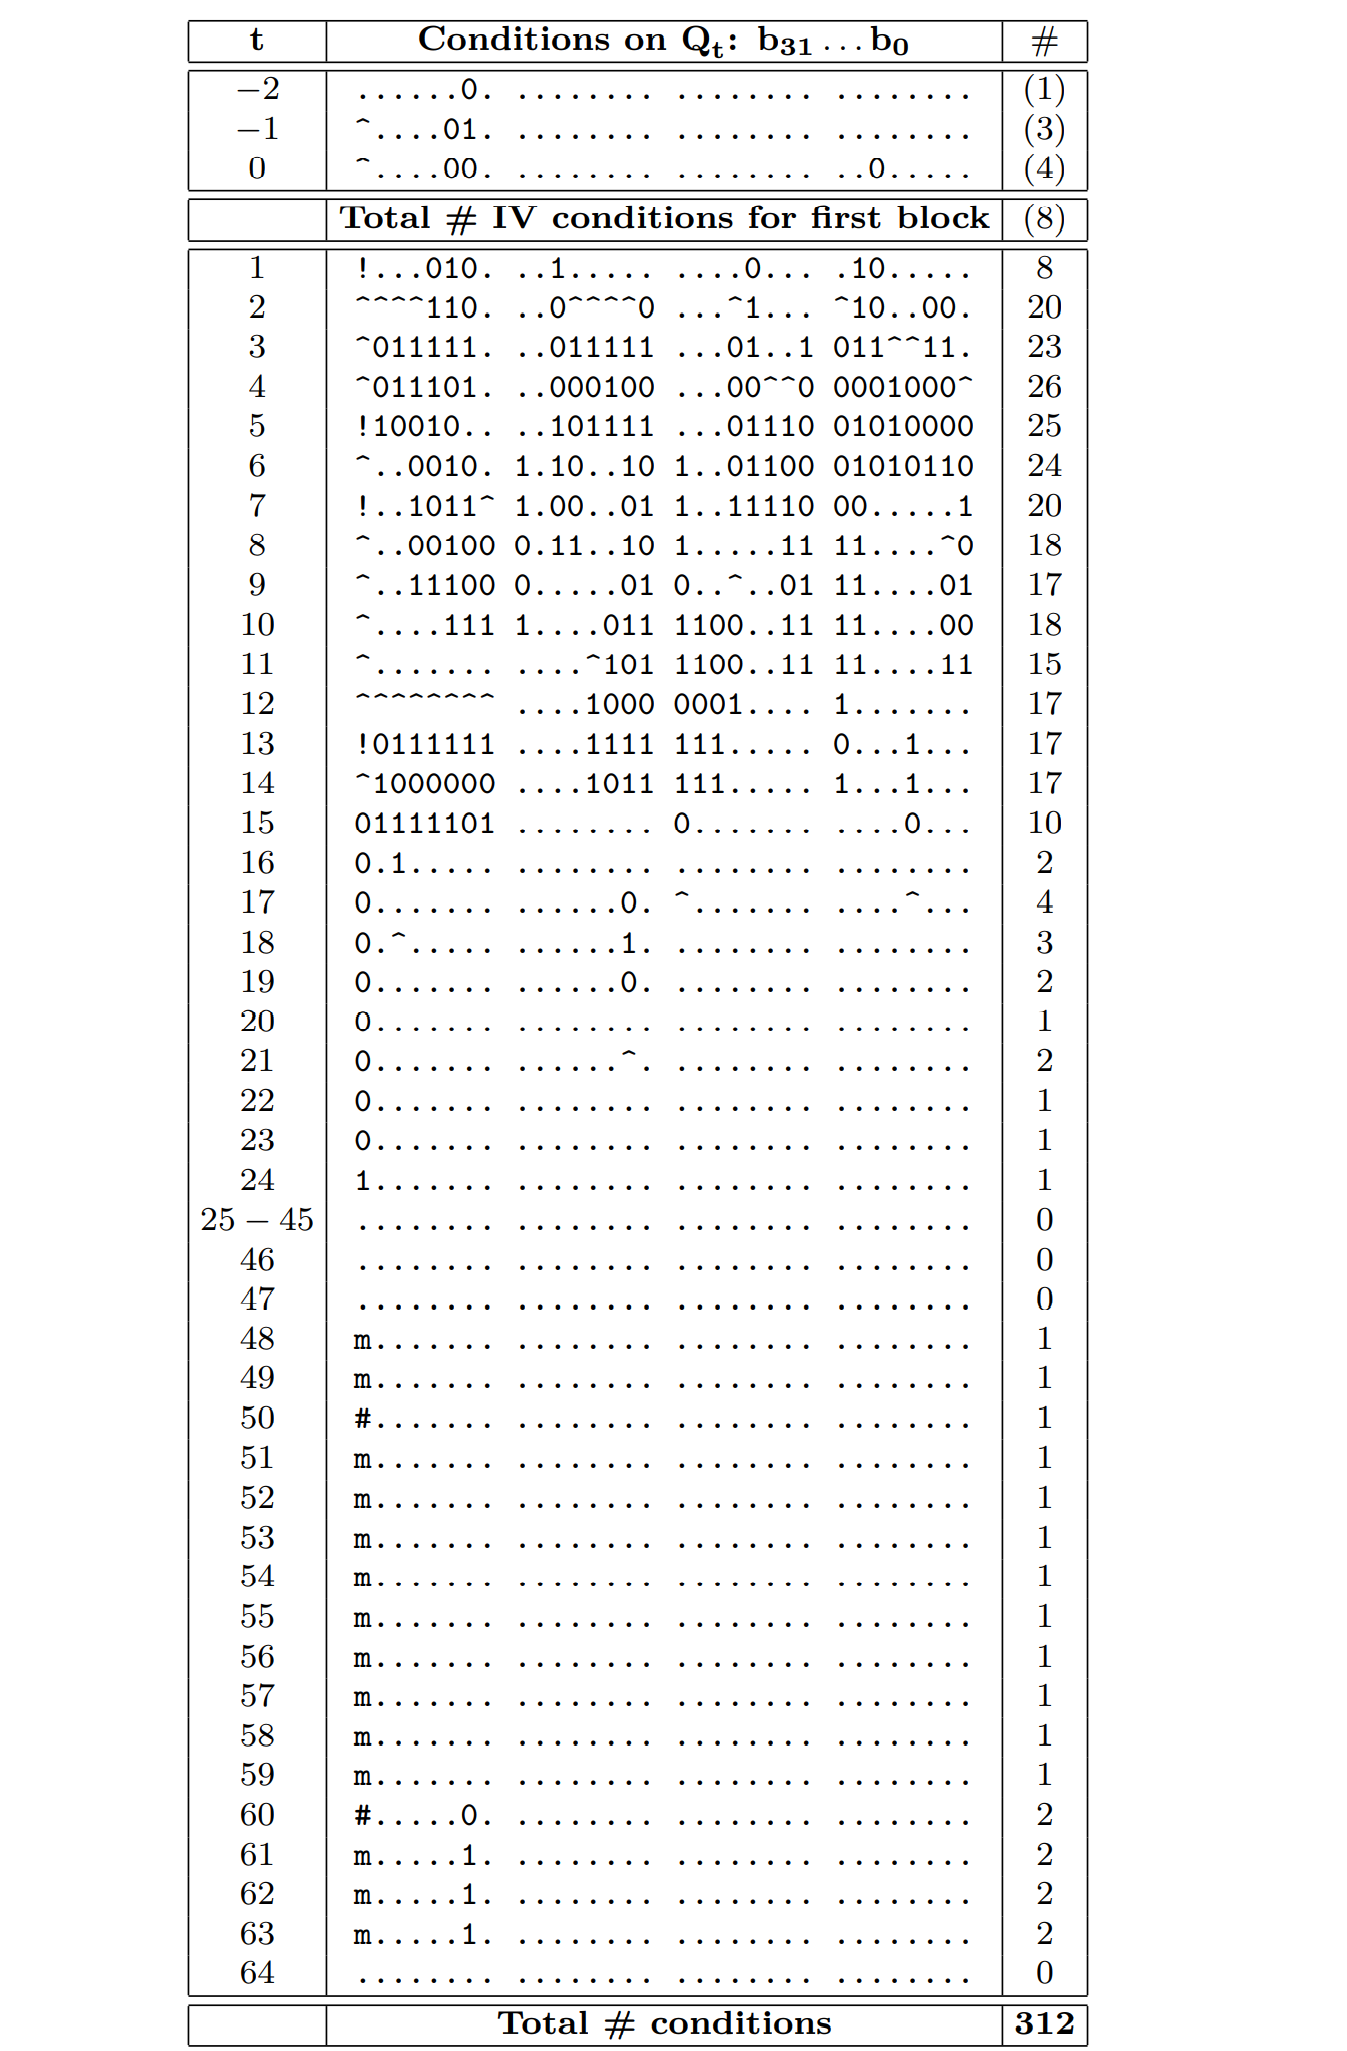 t Conditions on Qt: b31 … b0 #
−2 ......0. ........ ........ ........ (1)
−1 ^....01. ........ ........ ........ (3)
0 ^....00. ........ ........ ..0..... (4)
Total # IV conditions for first block (8)
1 !...010. ..1..... ....0... .10..... 8
2 ^^^^110. ..0^^^^0 ...^1... ^10..00. 20
3 ^011111. ..011111 ...01..1 011^^11. 23
4 ^011101. ..000100 ...00^^0 0001000^ 26
5 !10010.. ..101111 ...01110 01010000 25
6 ^..0010. 1.10..10 1..01100 01010110 24
7 !..1011^ 1.00..01 1..11110 00.....1 20
8 ^..00100 0.11..10 1.....11 11....^0 18
9 ^..11100 0.....01 0..^..01 11....01 17
10 ^....111 1....011 1100..11 11....00 18
11 ^....... ....^101 1100..11 11....11 15
12 ^^^^^^^^ ....1000 0001.... 1....... 17
13 !0111111 ....1111 111..... 0...1... 17
14 ^1000000 ....1011 111..... 1...1... 17
15 01111101 ........ 0....... ....0... 10
16 0.1..... ........ ........ ........ 2
17 0....... ......0. ^....... ....^... 4
18 0.^..... ......1. ........ ........ 3
19 0....... ......0. ........ ........ 2
20 0....... ........ ........ ........ 1
21 0....... ......^. ........ ........ 2
22 0....... ........ ........ ........ 1
23 0....... ........ ........ ........ 1
24 1....... ........ ........ ........ 1
25 − 45 ........ ........ ........ ........ 0
46 ........ ........ ........ ........ 0
47 ........ ........ ........ ........ 0
48 m....... ........ ........ ........ 1
49 m....... ........ ........ ........ 1
50 #....... ........ ........ ........ 1
51 m....... ........ ........ ........ 1
52 m....... ........ ........ ........ 1
53 m....... ........ ........ ........ 1
54 m....... ........ ........ ........ 1
55 m....... ........ ........ ........ 1
56 m....... ........ ........ ........ 1
57 m....... ........ ........ ........ 1
58 m....... ........ ........ ........ 1
59 m....... ........ ........ ........ 1
60 #.....0. ........ ........ ........ 2
61 m.....1. ........ ........ ........ 2
62 m.....1. ........ ........ ........ 2
63 m.....1. ........ ........ ........ 2
64 ........ ........ ........ ........ 0
Total # conditions 312